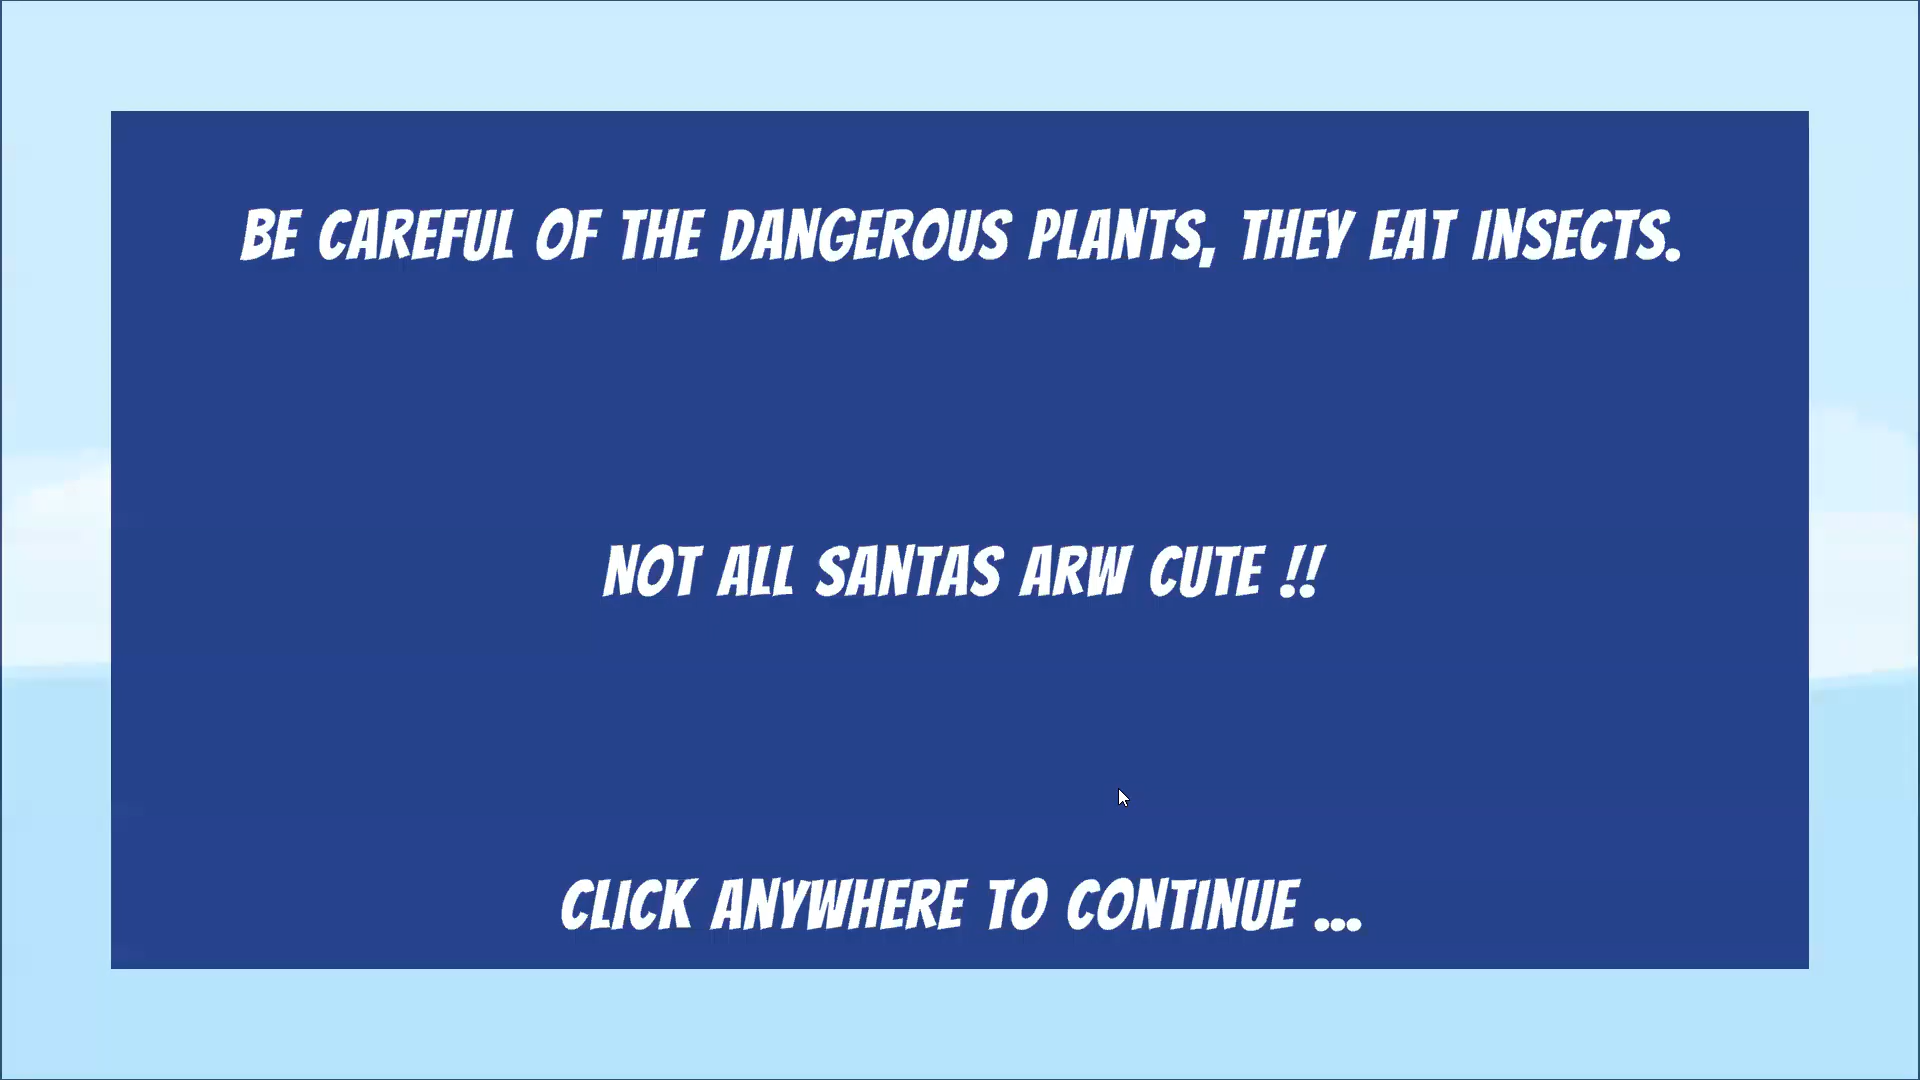 BE CAREFUL OF THE DANGEROUS PLANTS, THEY EAT INSECTS.
NOT ALL SANTAS ARW CUTE !!
CLICK ANYWHERE TO CONTINUE ...